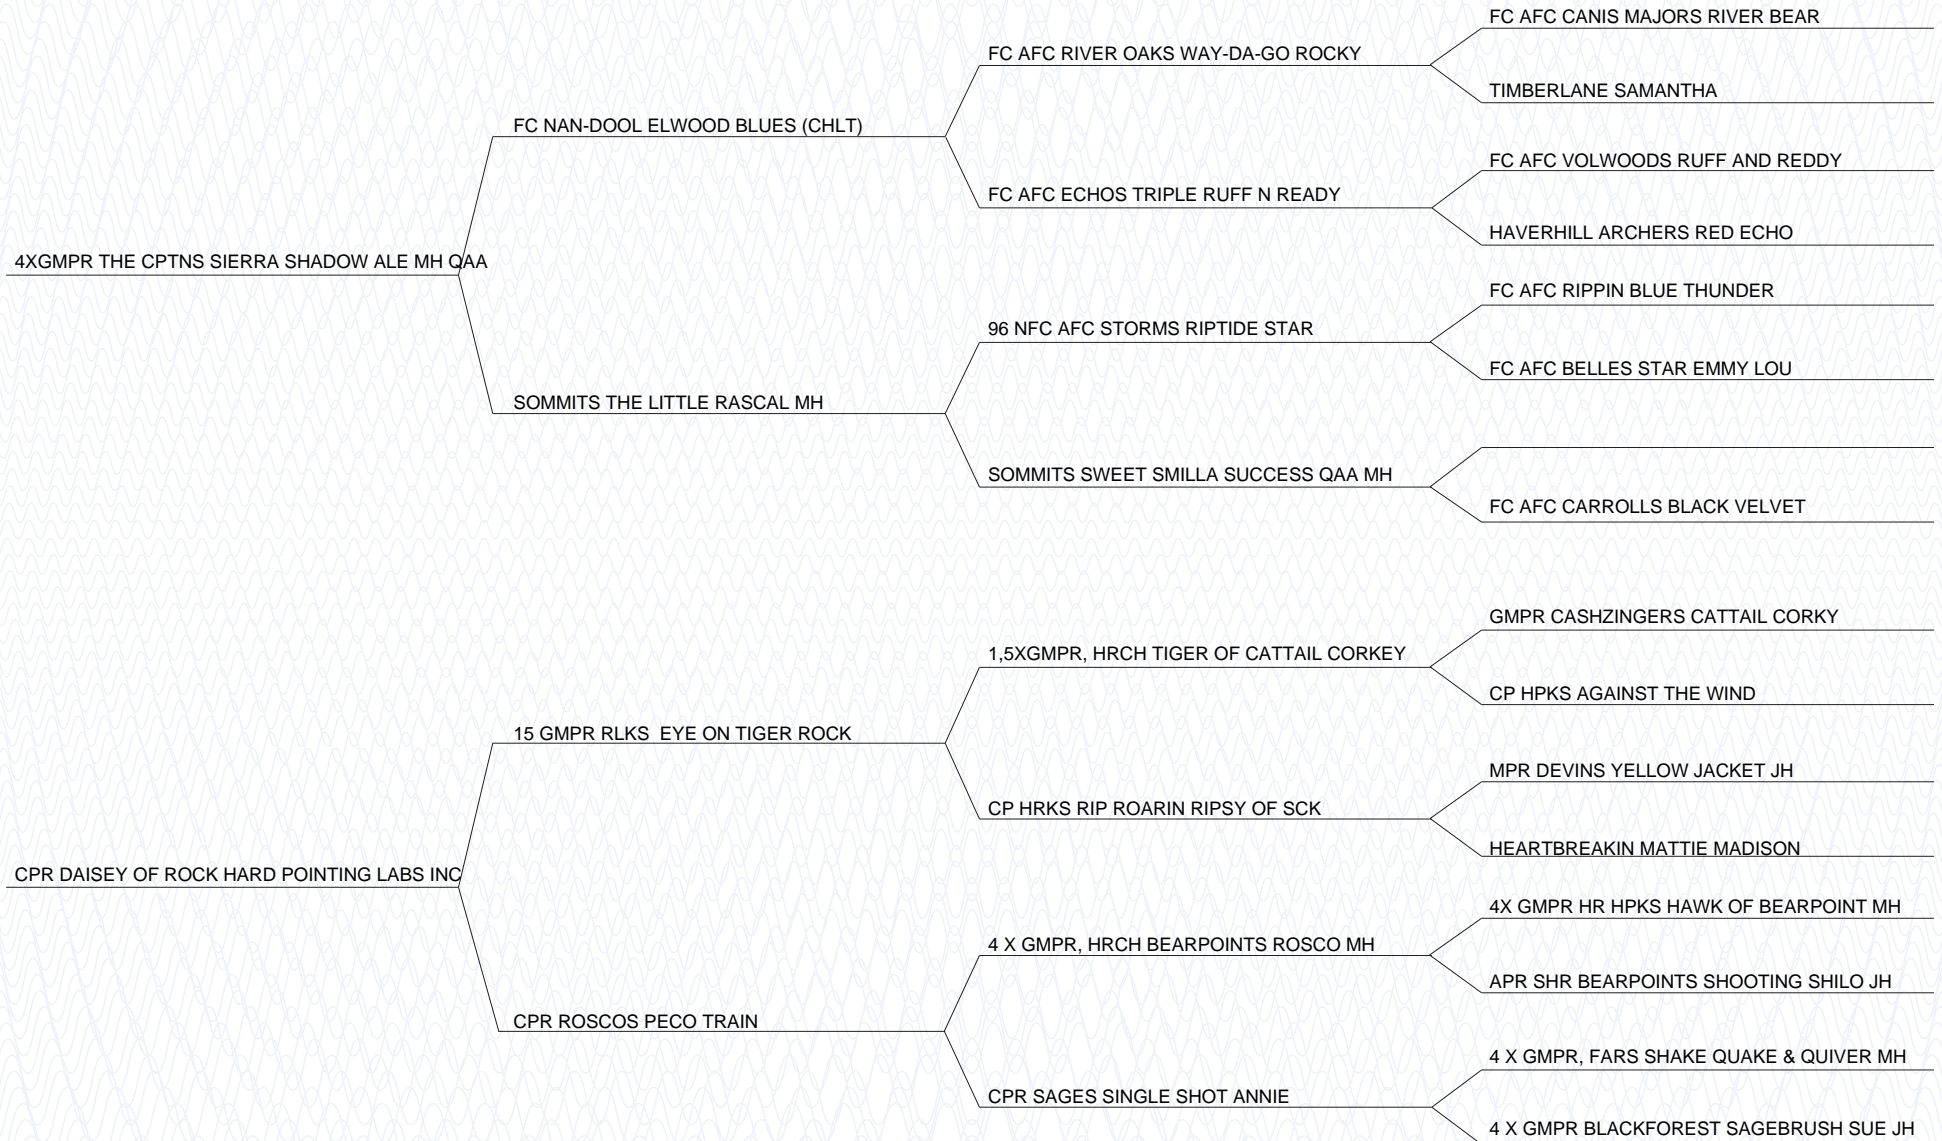 FC AFC CANIS MAJORS RIVER BEAR
FC AFC RIVER OAKS WAY-DA-GO ROCKY
TIMBERLANE SAMANTHA
FC NAN-DOOL ELWOOD BLUES (CHLT)
FC AFC VOLWOODS RUFF AND REDDY
FC AFC ECHOS TRIPLE RUFF N READY
HAVERHILL ARCHERS RED ECHO
4XGMPR THE CPTNS SIERRA SHADOW ALE MH QAA
FC AFC RIPPIN BLUE THUNDER
96 NFC AFC STORMS RIPTIDE STAR
FC AFC BELLES STAR EMMY LOU
SOMMITS THE LITTLE RASCAL MH
SOMMITS SWEET SMILLA SUCCESS QAA MH
FC AFC CARROLLS BLACK VELVET
GMPR CASHZINGERS CATTAIL CORKY
1,5XGMPR, HRCH TIGER OF CATTAIL CORKEY
CP HPKS AGAINST THE WIND
15 GMPR RLKS  EYE ON TIGER ROCK
MPR DEVINS YELLOW JACKET JH
CP HRKS RIP ROARIN RIPSY OF SCK
HEARTBREAKIN MATTIE MADISON
CPR DAISEY OF ROCK HARD POINTING LABS INC
4X GMPR HR HPKS HAWK OF BEARPOINT MH
4 X GMPR, HRCH BEARPOINTS ROSCO MH
APR SHR BEARPOINTS SHOOTING SHILO JH
CPR ROSCOS PECO TRAIN
4 X GMPR, FARS SHAKE QUAKE & QUIVER MH
CPR SAGES SINGLE SHOT ANNIE
4 X GMPR BLACKFOREST SAGEBRUSH SUE JH